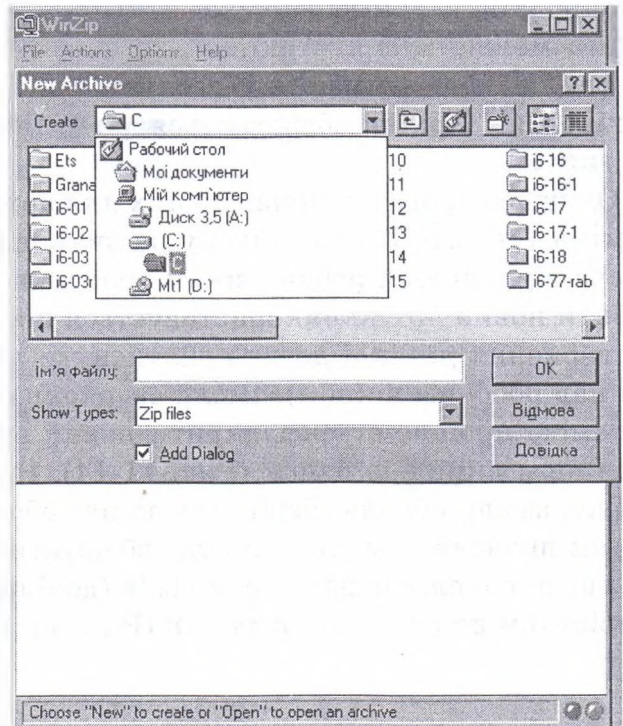 WinZip
File Actions Options Help
New Archive
Create C
Рабочий стол
Мої документи
Мій комп`ютер
Диск 3,5 (A:)
(C:)
C
Mt1 (D:)
Ets
Grana
i6-01
i6-02
i6-03
i6-03r
10
11
12
13
14
15
i6-16
i6-16-1
i6-17
i6-17-1
i6-18
i6-77-rab
Ім'я файлу:
OK
Show Types: Zip files
Відмова
Add Dialog
Довідка
Choose "New" to create or "Open" to open an archive